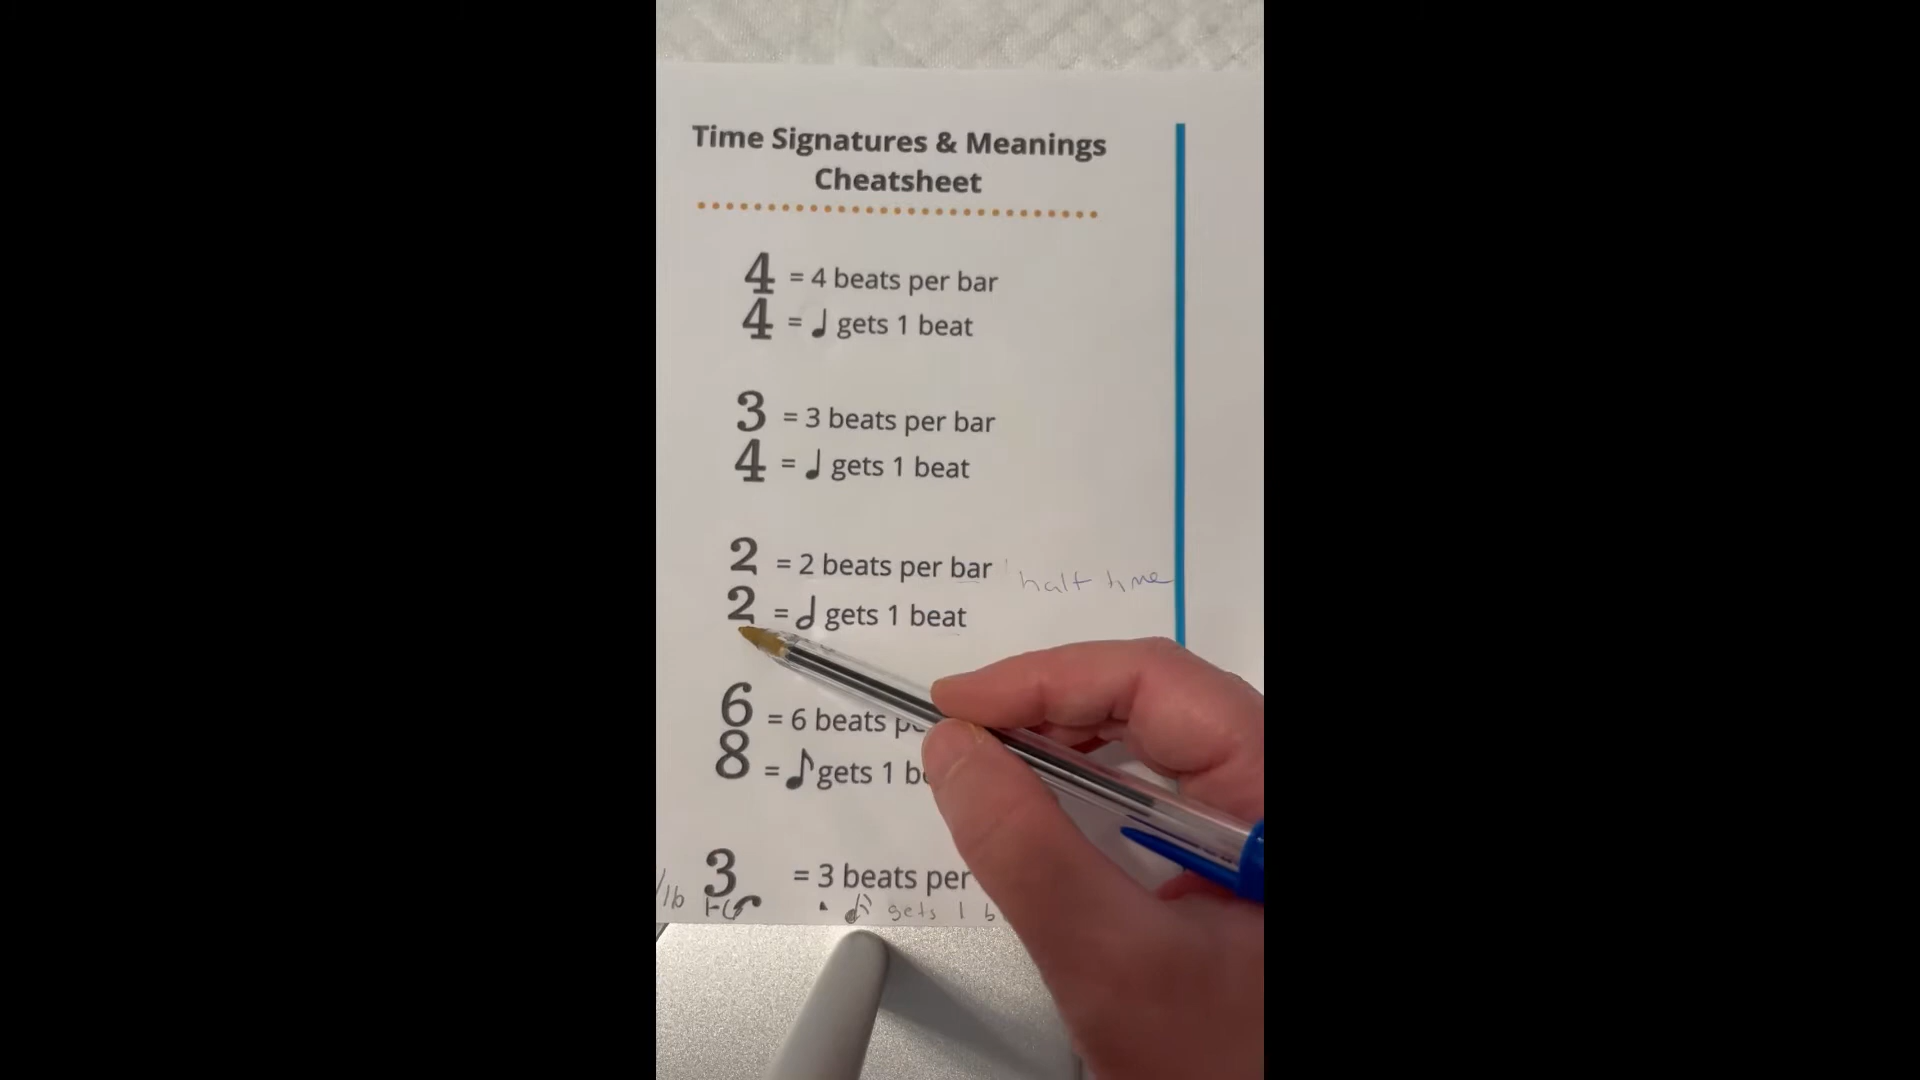 Time Signatures & Meanings
Cheatsheet
4 = 4 beats per bar
4 = ♩ gets 1 beat
3 = 3 beats per bar
4 = ♩ gets 1 beat
2 = 2 beats per bar half time
2 = 𝅗𝅥 gets 1 beat
6 = 6 beats
8 = ♪ gets 1
3 = 3 beats per
gets 1